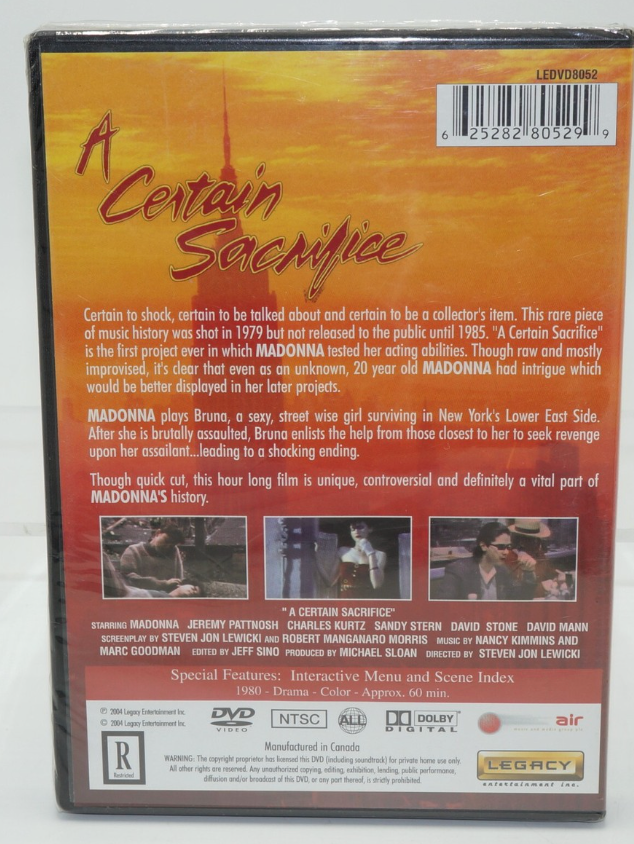 LEDVD8052
6 25282 80529 9
A
Certain
Sacrifice
Certain to shock, certain to be talked about and certain to be a collector's item. This rare piece
of music history was shot in 1979 but not released to the public until 1985. "A Certain Sacrifice"
is the first project ever in which MADONNA tested her acting abilities. Though raw and mostly
improvised, it's clear that even as an unknown, 20 year old MADONNA had intrigue which
would be better displayed in her later projects.
MADONNA plays Bruna, a sexy, street wise girl surviving in New York's Lower East Side.
After she is brutally assaulted, Bruna enlists the help from those closest to her to seek revenge
upon her assailant...leading to a shocking ending.
Though quick cut, this hour long film is unique, controversial and definitely a vital part of
MADONNA'S history.
"A CERTAIN SACRIFICE"
STARRING MADONNA JEREMY PATTNOSH CHARLES KURTZ SANDY STERN DAVID STONE DAVID MANN
SCREENPLAY BY STEVEN JON LEWICKI AND ROBERT MANGANARO MORRIS MUSIC BY NANCY KIMMINS AND
MARC GOODMAN EDITED BY JEFF SINO PRODUCED BY MICHAEL SLOAN DIRECTED BY STEVEN JON LEWICKI
Special Features: Interactive Menu and Scene Index
1980 - Drama - Color - Approx. 60 min.
℗ 2004 Legacy Entertainment Inc.
© 2004 Legacy Entertainment Inc.
DVD VIDEO
NTSC
ALL
DOLBY DIGITAL
air
Manufactured in Canada
R
Restricted
WARNING: The copyright proprietor has licensed this DVD (including soundtrack) for private home use only.
All other rights are reserved. Any unauthorized copying, editing, exhibition, lending, public performance,
diffusion and/or broadcast of this DVD, or any part thereof, is strictly prohibited.
LEGACY
entertainment inc.